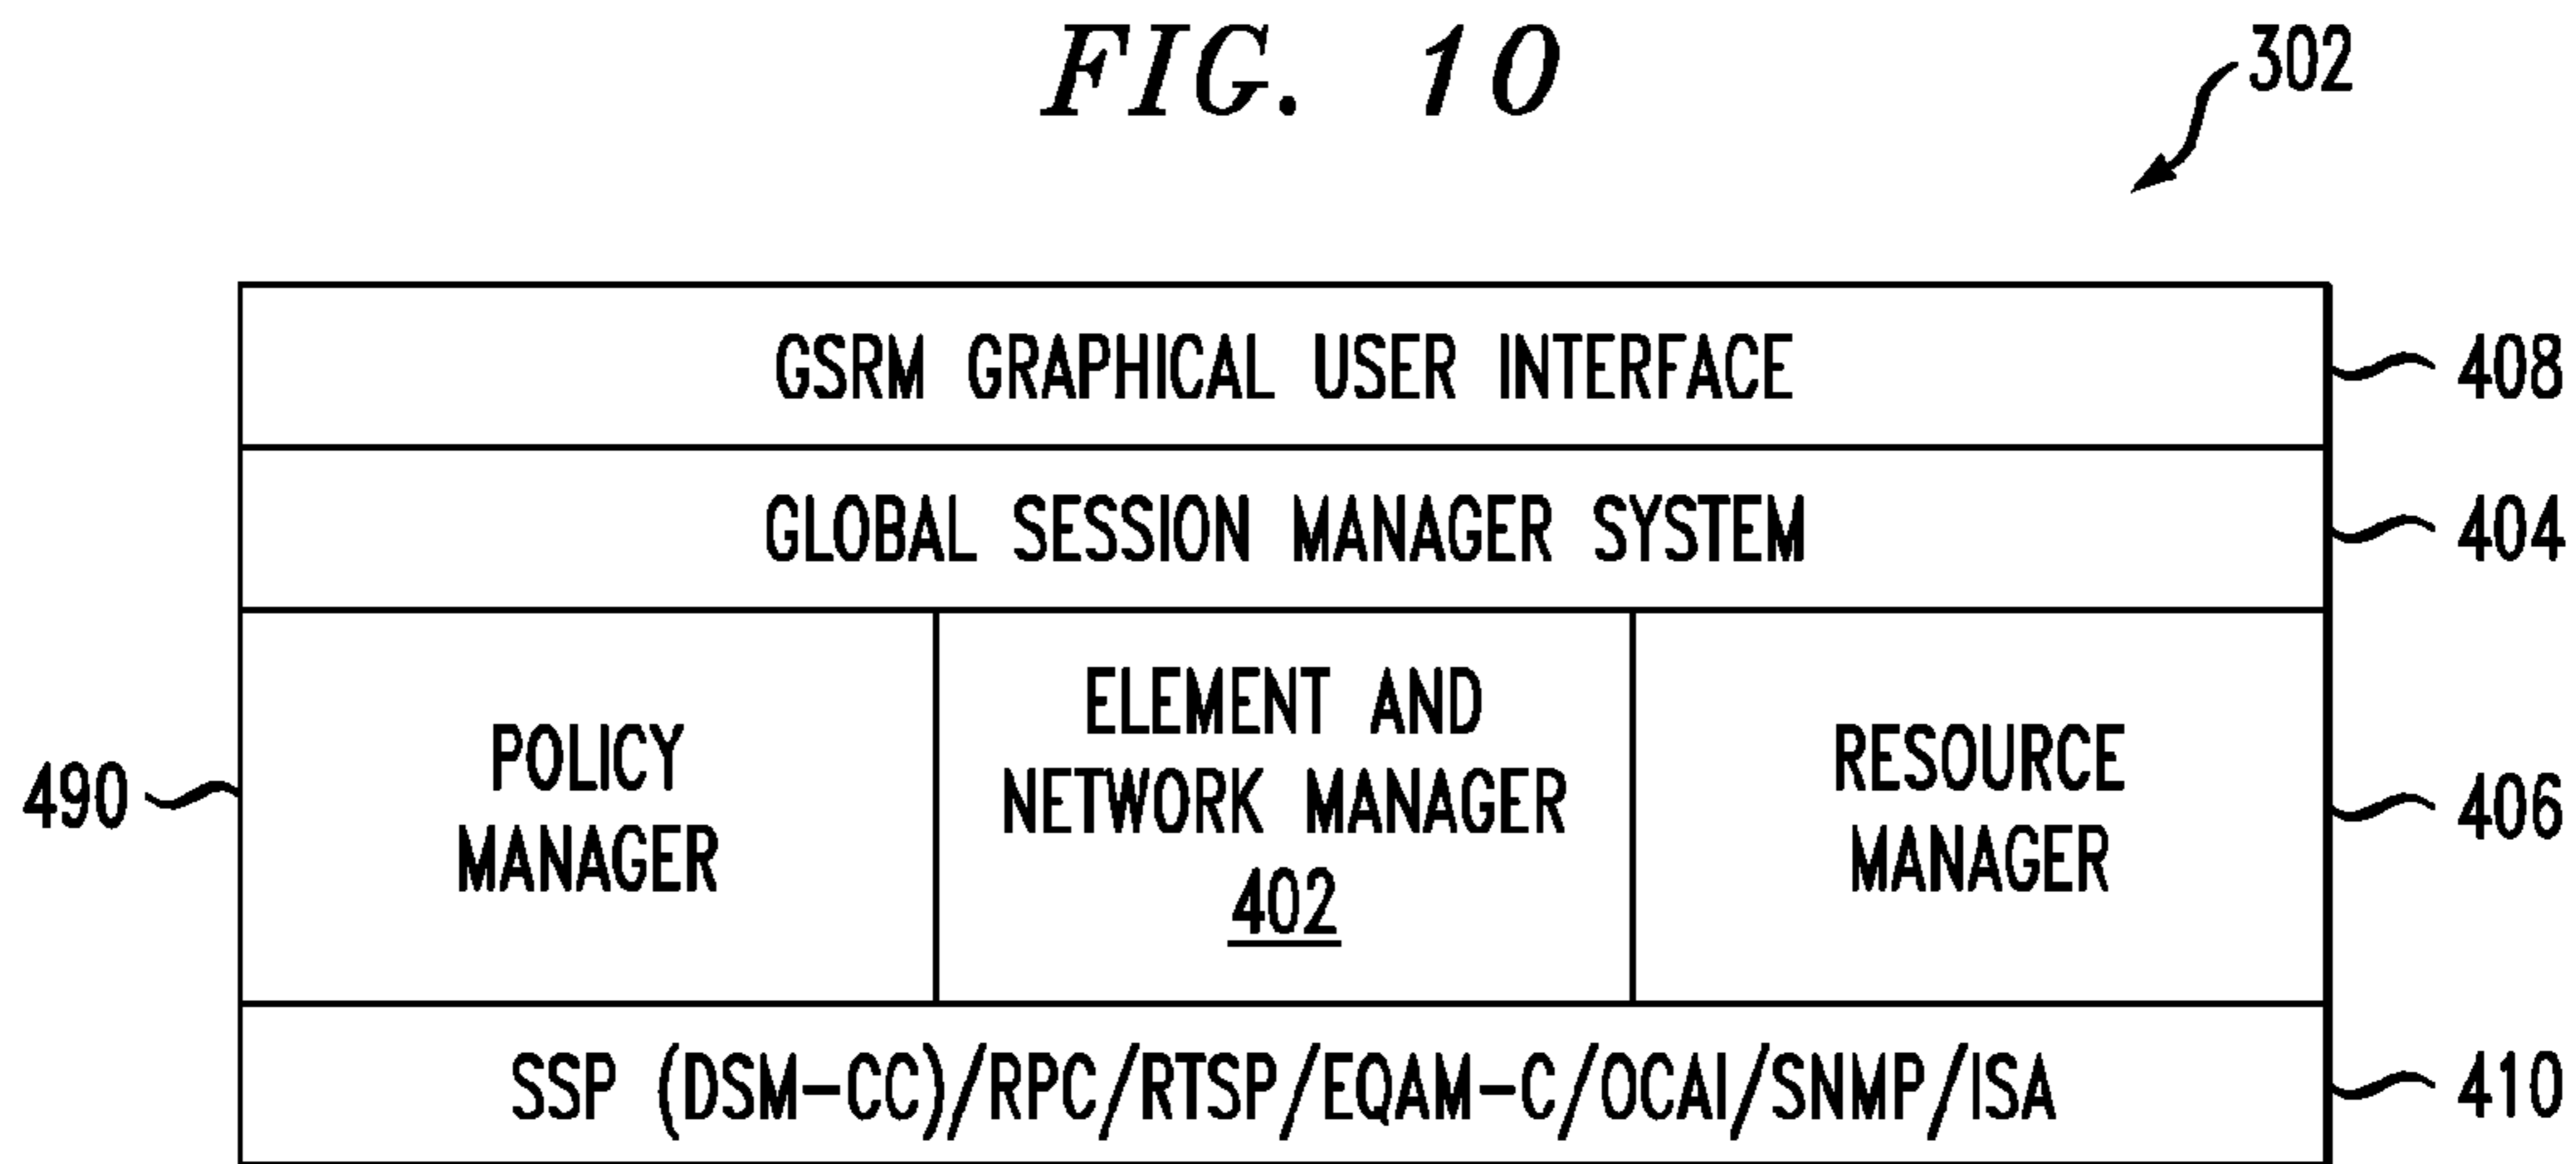 FIG. 10
302
GSRM GRAPHICAL USER INTERFACE
408
GLOBAL SESSION MANAGER SYSTEM
404
490
POLICY
MANAGER
ELEMENT AND
NETWORK MANAGER
402
RESOURCE
MANAGER
406
SSP (DSM-CC)/RPC/RTSP/EQAM-C/OCAI/SNMP/ISA
410